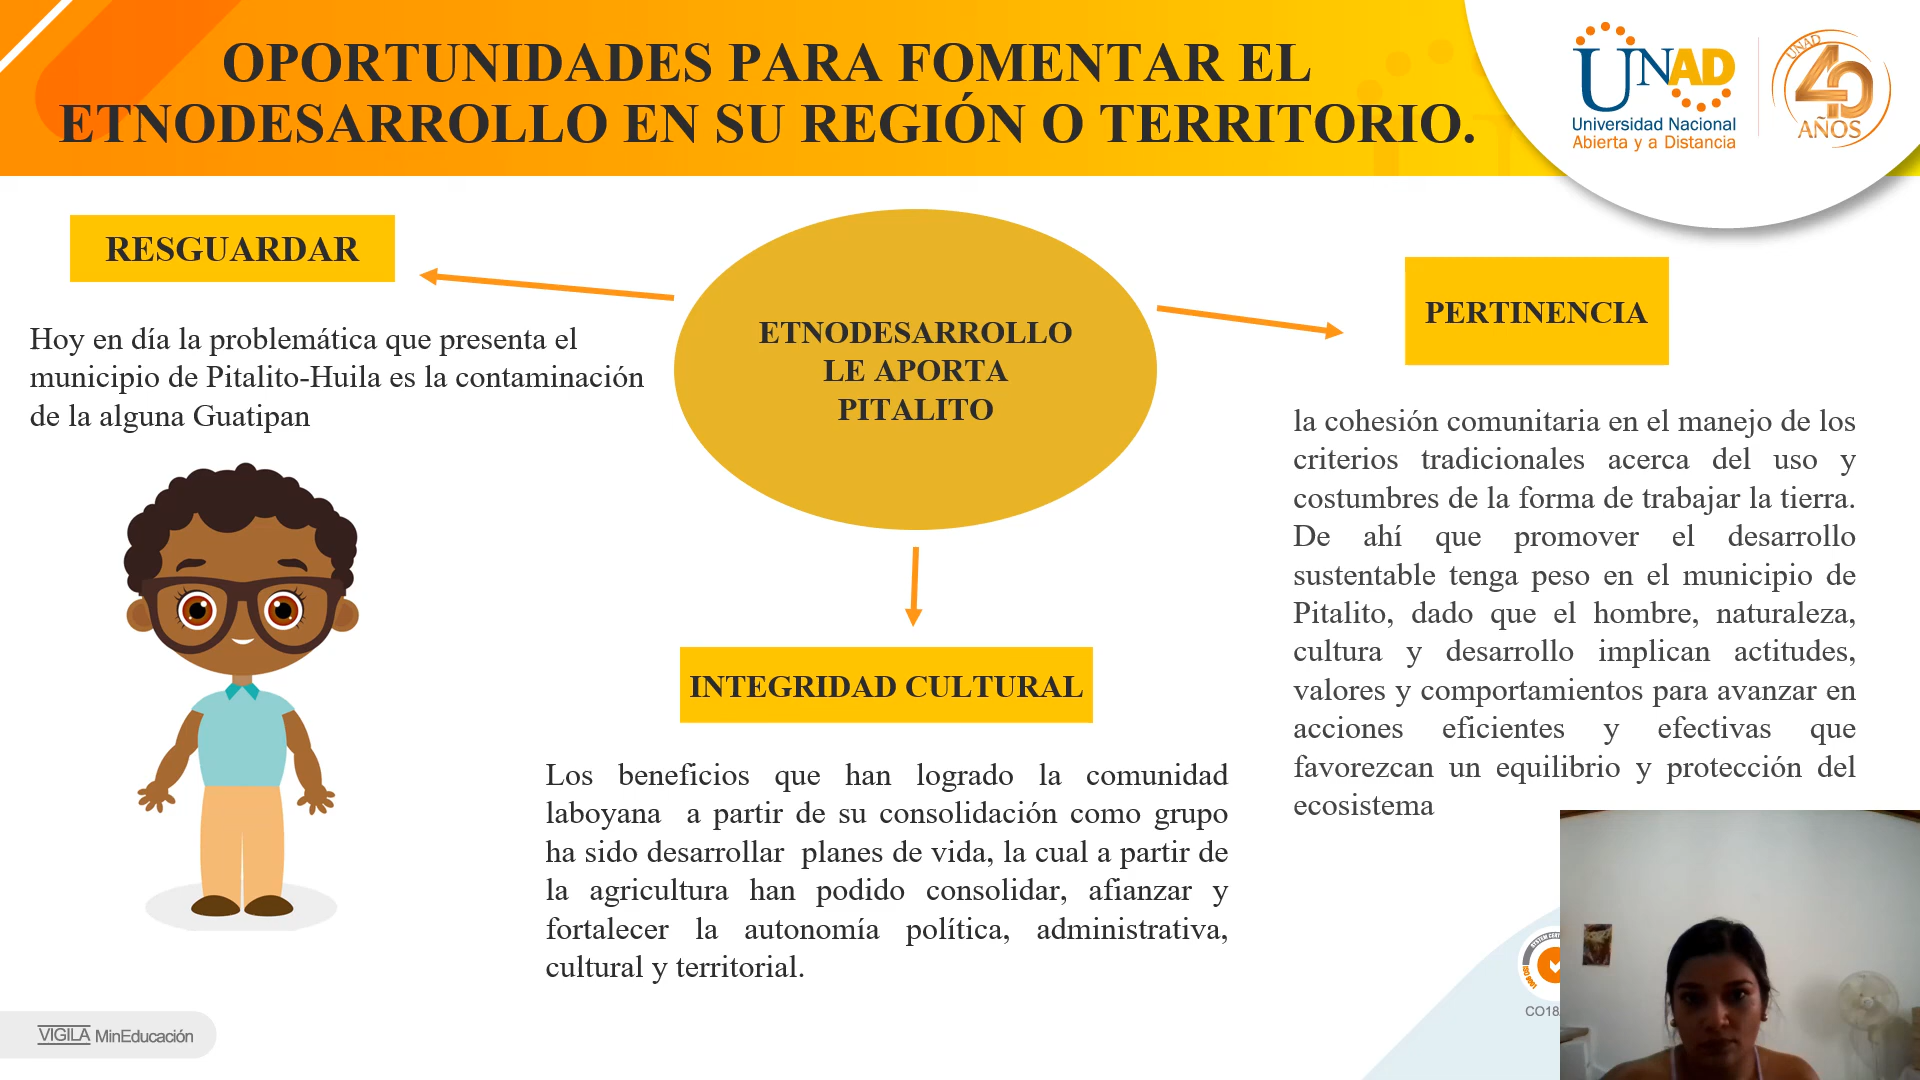 OPORTUNIDADES PARA FOMENTAR EL
ETNODESARROLLO EN SU REGIÓN O TERRITORIO.
UNAD
Universidad Nacional
Abierta y a Distancia
UNAD
40
AÑOS
RESGUARDAR
Hoy en día la problemática que presenta el
municipio de Pitalito-Huila es la contaminación
de la alguna Guatipan
ETNODESARROLLO
LE APORTA
PITALITO
PERTINENCIA
la cohesión comunitaria en el manejo de los
criterios tradicionales acerca del uso y
costumbres de la forma de trabajar la tierra.
De ahí que promover el desarrollo
sustentable tenga peso en el municipio de
Pitalito, dado que el hombre, naturaleza,
cultura y desarrollo implican actitudes,
valores y comportamientos para avanzar en
acciones eficientes y efectivas que
favorezcan un equilibrio y protección del
ecosistema
INTEGRIDAD CULTURAL
Los beneficios que han logrado la comunidad
laboyana a partir de su consolidación como grupo
ha sido desarrollar planes de vida, la cual a partir de
la agricultura han podido consolidar, afianzar y
fortalecer la autonomía política, administrativa,
cultural y territorial.
VIGILA MinEducación